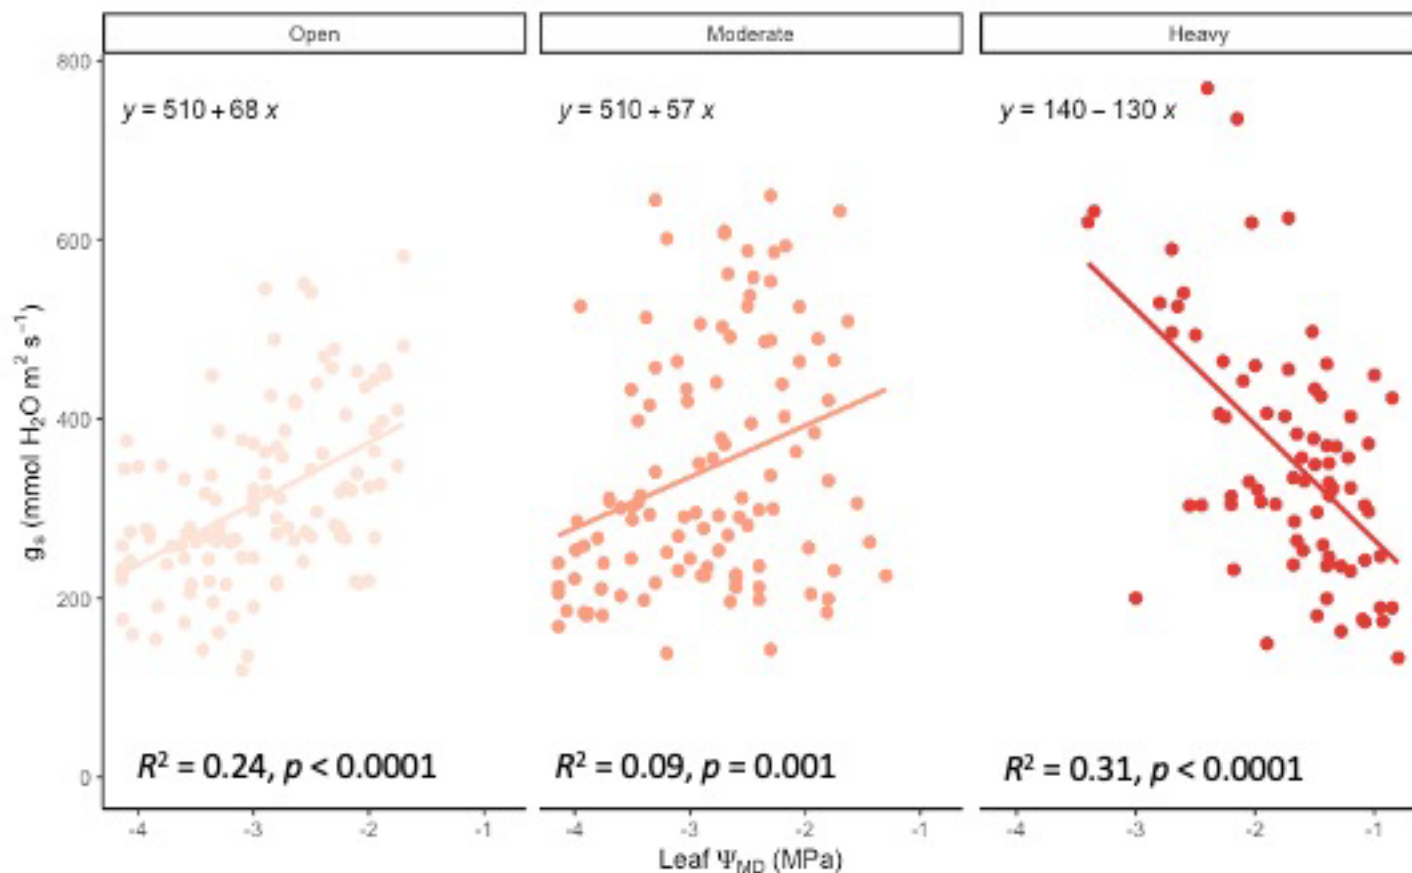 Open Moderate Heavy
800
y = 510 + 68 x y = 510 + 57 x y = 140 − 130 x
600
400
200
0
R² = 0.24, p < 0.0001 R² = 0.09, p = 0.001 R² = 0.31, p < 0.0001
-4 -3 -2 -1 -4 -3 -2 -1 -4 -3 -2 -1
Leaf Ψ_MD (MPa)
g_s (mmol H₂O m² s⁻¹)